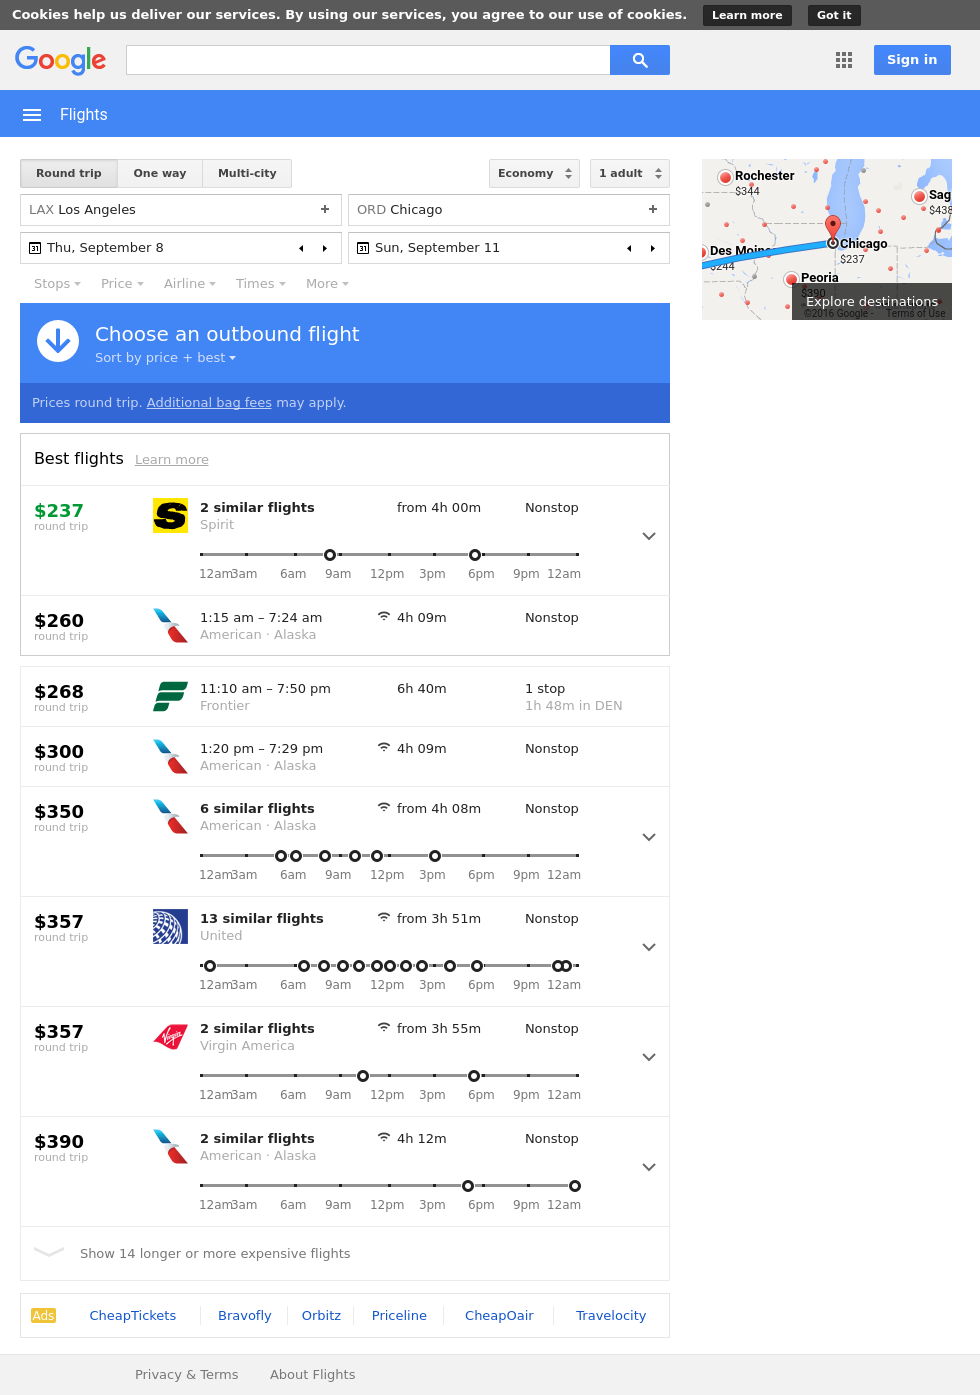 Cookies help us deliver our services. By using our services, you agree to our use of cookies. Learn more Got it
Google Sign in
Flights
Round trip One way Multi-city Economy 1 adult
LAX Los Angeles + ORD Chicago +
31 Thu, September 8 31 Sun, September 11
Stops Price Airline Times More
Rochester
$344
Sag
$438
Des Moine
$244
Chicago
$237
Peoria
$390
Explore destinations
©2016 Google - Terms of Use
Choose an outbound flight
Sort by price + best
Prices round trip. Additional bag fees may apply.
Best flights Learn more
$237 2 similar flights from 4h 00m Nonstop
round trip Spirit
12am 3am 6am 9am 12pm 3pm 6pm 9pm 12am
$260 1:15 am – 7:24 am 4h 09m Nonstop
round trip American · Alaska
$268 11:10 am – 7:50 pm 6h 40m 1 stop
round trip Frontier 1h 48m in DEN
$300 1:20 pm – 7:29 pm 4h 09m Nonstop
round trip American · Alaska
$350 6 similar flights from 4h 08m Nonstop
round trip American · Alaska
12am 3am 6am 9am 12pm 3pm 6pm 9pm 12am
$357 13 similar flights from 3h 51m Nonstop
round trip United
12am 3am 6am 9am 12pm 3pm 6pm 9pm 12am
$357 2 similar flights from 3h 55m Nonstop
round trip Virgin America
12am 3am 6am 9am 12pm 3pm 6pm 9pm 12am
$390 2 similar flights 4h 12m Nonstop
round trip American · Alaska
12am 3am 6am 9am 12pm 3pm 6pm 9pm 12am
Show 14 longer or more expensive flights
Ads CheapTickets Bravofly Orbitz Priceline CheapOair Travelocity
Privacy & Terms About Flights